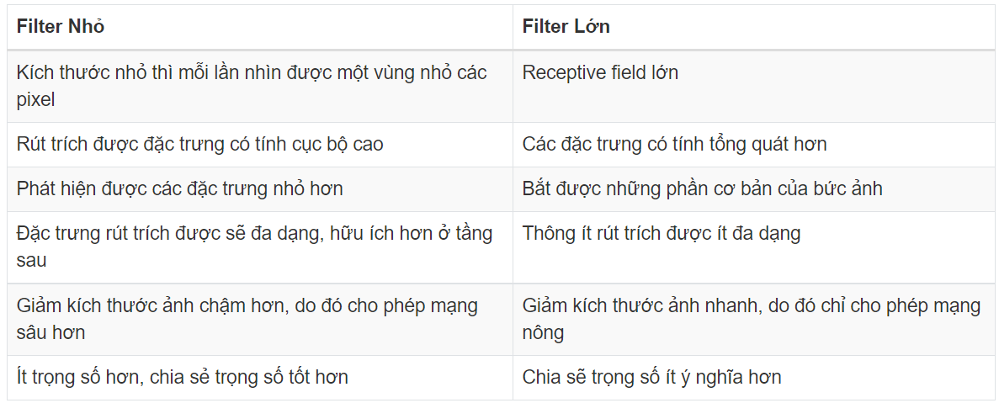 Filter Nhỏ
Filter Lớn
Kích thước nhỏ thì mỗi lần nhìn được một vùng nhỏ các
pixel
Receptive field lớn
Rút trích được đặc trưng có tính cục bộ cao
Các đặc trưng có tính tổng quát hơn
Phát hiện được các đặc trưng nhỏ hơn
Bắt được những phần cơ bản của bức ảnh
Đặc trưng rút trích được sẽ đa dạng, hữu ích hơn ở tầng
sau
Thông ít rút trích được ít đa dạng
Giảm kích thước ảnh chậm hơn, do đó cho phép mạng
sâu hơn
Giảm kích thước ảnh nhanh, do đó chỉ cho phép mạng
nông
Ít trọng số hơn, chia sẻ trọng số tốt hơn
Chia sẽ trọng số ít ý nghĩa hơn